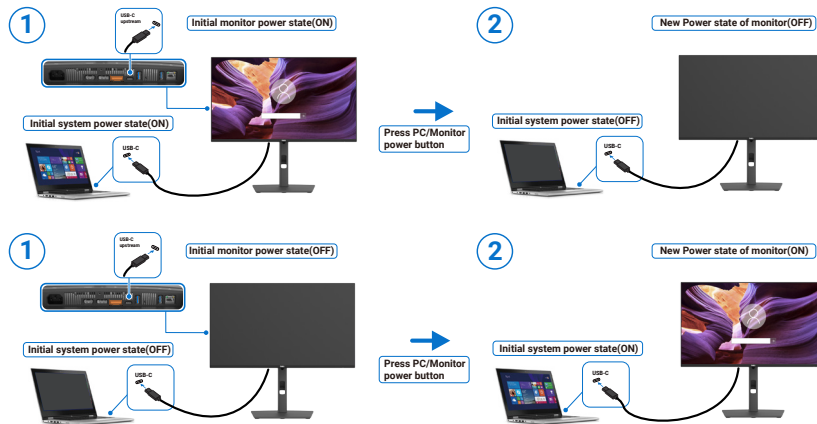 1
USB-C
upstream
Initial monitor power state(ON)
Initial system power state(ON)
USB-C
Press PC/Monitor
power button
2
New Power state of monitor(OFF)
Initial system power state(OFF)
USB-C
1
USB-C
upstream
Initial monitor power state(OFF)
Initial system power state(OFF)
USB-C
Press PC/Monitor
power button
2
New Power state of monitor(ON)
Initial system power state(ON)
USB-C